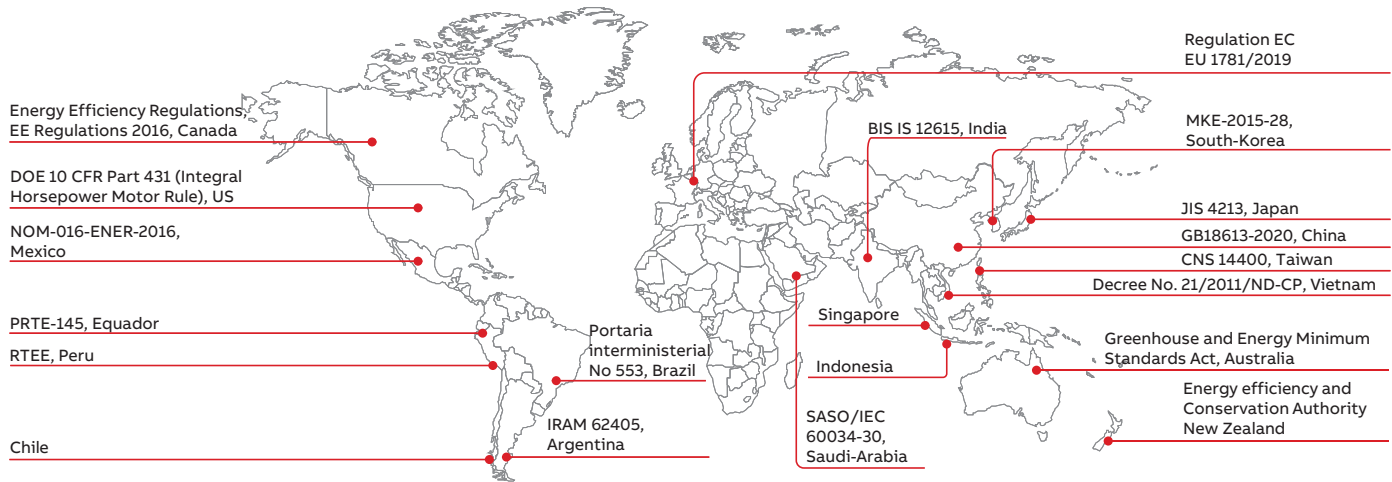 Energy Efficiency Regulations,
EE Regulations 2016, Canada
DOE 10 CFR Part 431 (Integral
Horsepower Motor Rule), US
NOM-016-ENER-2016,
Mexico
PRTE-145, Equador
RTEE, Peru
Chile
Portaria
interministerial
No 553, Brazil
IRAM 62405,
Argentina
Regulation EC
EU 1781/2019
BIS IS 12615, India
MKE-2015-28,
South-Korea
JIS 4213, Japan
GB18613-2020, China
CNS 14400, Taiwan
Decree No. 21/2011/ND-CP, Vietnam
Singapore
Indonesia
Greenhouse and Energy Minimum
Standards Act, Australia
Energy efficiency and
Conservation Authority
New Zealand
SASO/IEC
60034-30,
Saudi-Arabia